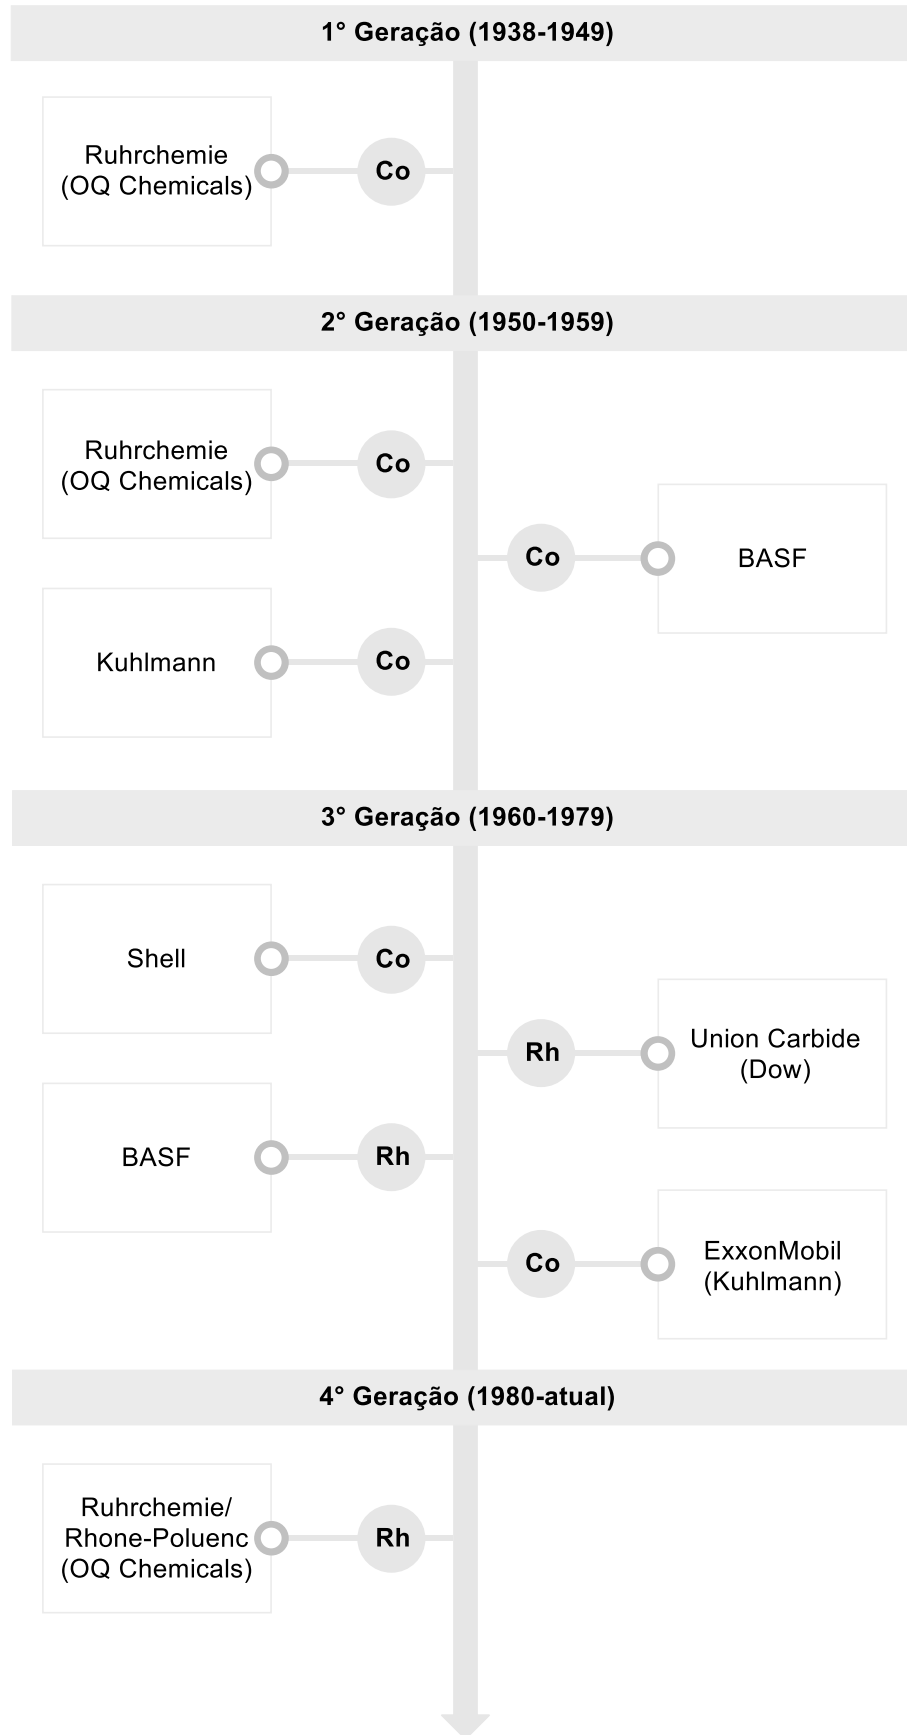 1° Geração (1938-1949)
Ruhrchemie
(OQ Chemicals)
Co
2° Geração (1950-1959)
Ruhrchemie
(OQ Chemicals)
Co
Co
BASF
Kuhlmann
Co
3° Geração (1960-1979)
Shell
Co
Rh
Union Carbide
(Dow)
BASF
Rh
Co
ExxonMobil
(Kuhlmann)
4° Geração (1980-atual)
Ruhrchemie/
Rhone-Poluenc
(OQ Chemicals)
Rh